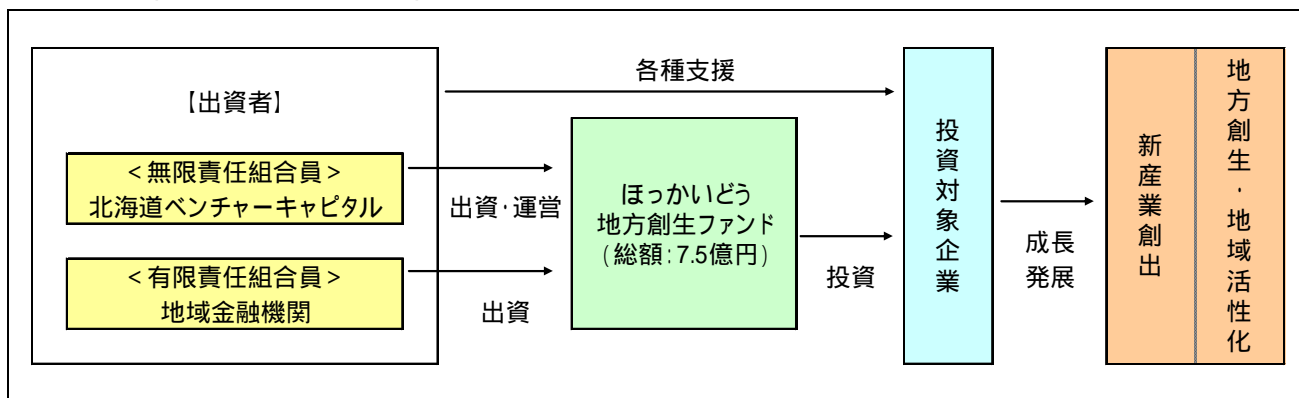 【出資者】
<無限責任組合員>
北海道ベンチャーキャピタル
<有限責任組合員>
地域金融機関
各種支援
出資・運営
出資
ほっかいどう
地方創生ファンド
(総額:7.5億円)
投資
投資対象企業
成長
発展
新産業創出
地方創生・地域活性化